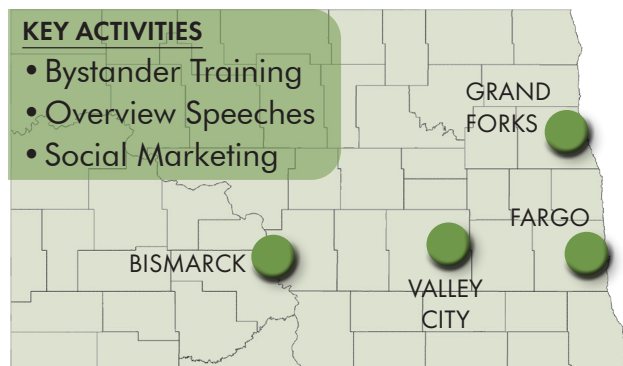 KEY ACTIVITIES
• Bystander Training
• Overview Speeches
• Social Marketing
GRAND
FORKS
FARGO
BISMARCK
VALLEY
CITY